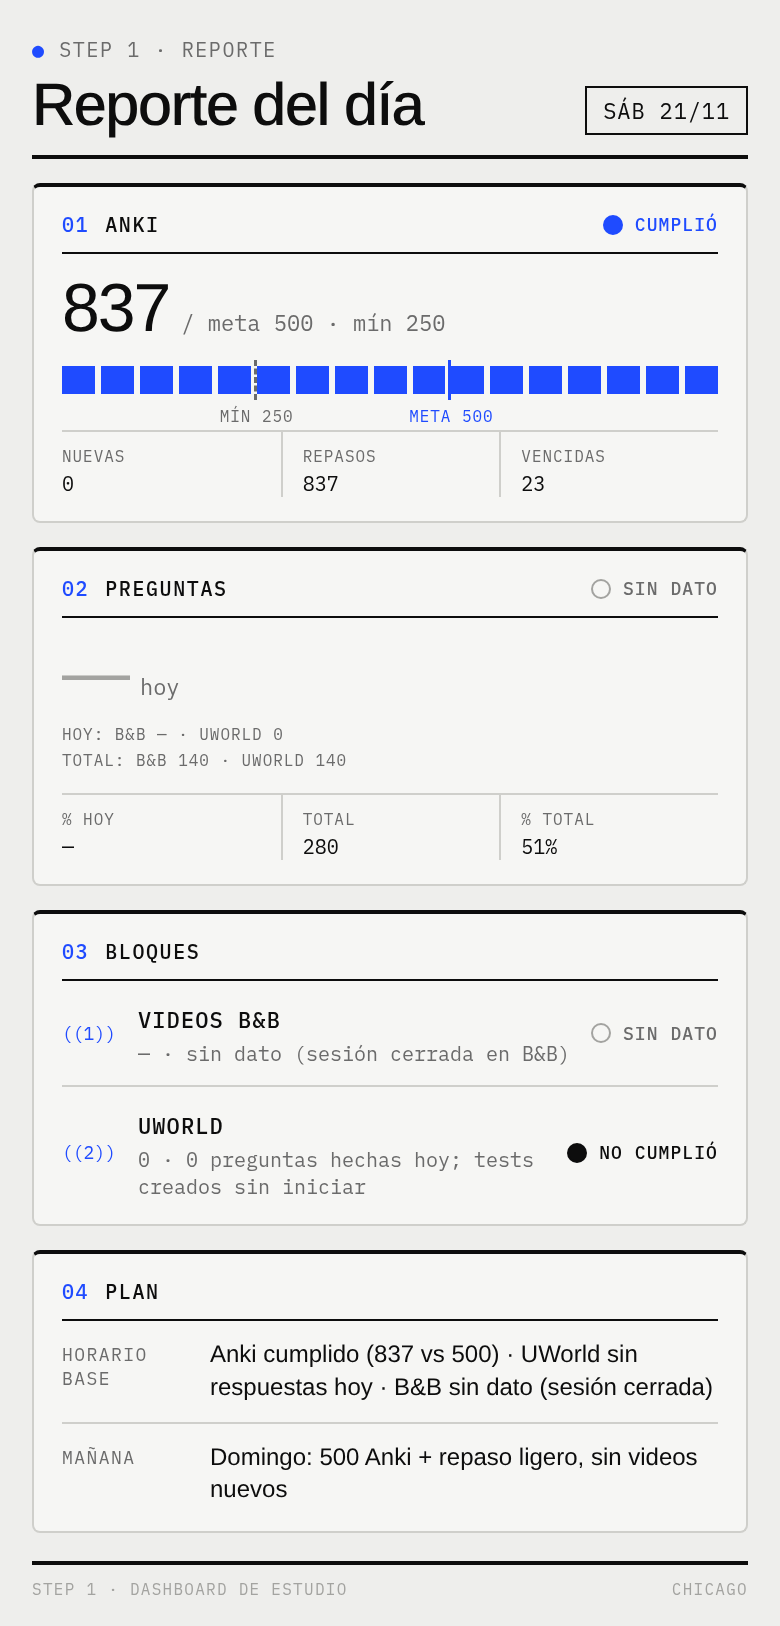 STEP 1 · REPORTE
Reporte del día
SÁB 21/11
01 ANKI
CUMPLIÓ
837 / meta 500 · mín 250
MÍN 250
META 500
NUEVAS
0
REPASOS
837
VENCIDAS
23
02 PREGUNTAS
SIN DATO
— hoy
HOY: B&B — · UWORLD 0
TOTAL: B&B 140 · UWORLD 140
% HOY
—
TOTAL
280
% TOTAL
51%
03 BLOQUES
((1))
VIDEOS B&B
— · sin dato (sesión cerrada en B&B)
SIN DATO
((2))
UWORLD
0 · 0 preguntas hechas hoy; tests
creados sin iniciar
NO CUMPLIÓ
04 PLAN
HORARIO
BASE
Anki cumplido (837 vs 500) · UWorld sin
respuestas hoy · B&B sin dato (sesión cerrada)
MAÑANA
Domingo: 500 Anki + repaso ligero, sin videos
nuevos
STEP 1 · DASHBOARD DE ESTUDIO
CHICAGO